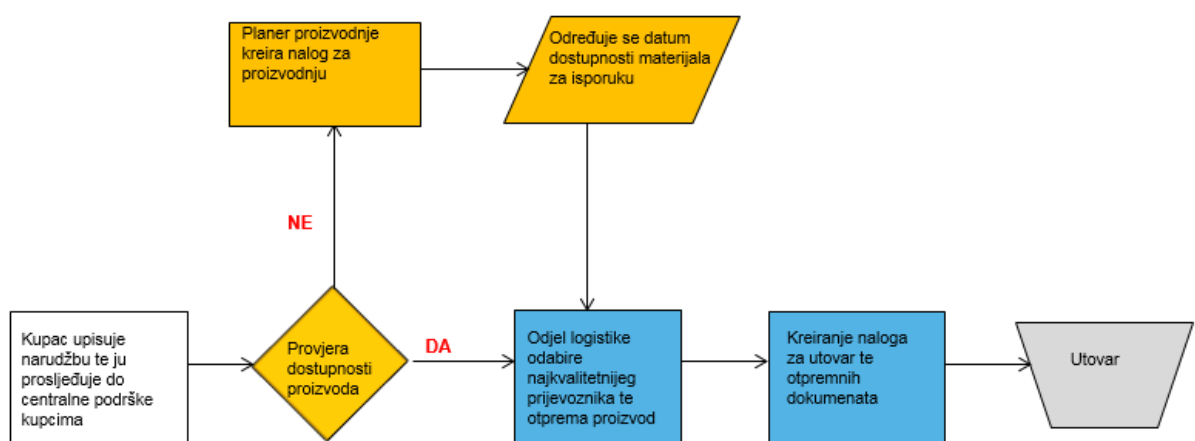 Planer proizvodnje
kreira nalog za
proizvodnju
Određuje se datum
dostupnosti materijala
za isporuku
NE
Kupac upisuje
narudžbu te ju
prosljeđuje do
centralne podrške
kupcima
Provjera
dostupnosti
proizvoda
DA
Odjel logistike
odabire
najkvalitetnijeg
prijevoznika te
otprema proizvod
Kreiranje naloga
za utovar te
otpremnih
dokumenata
Utovar